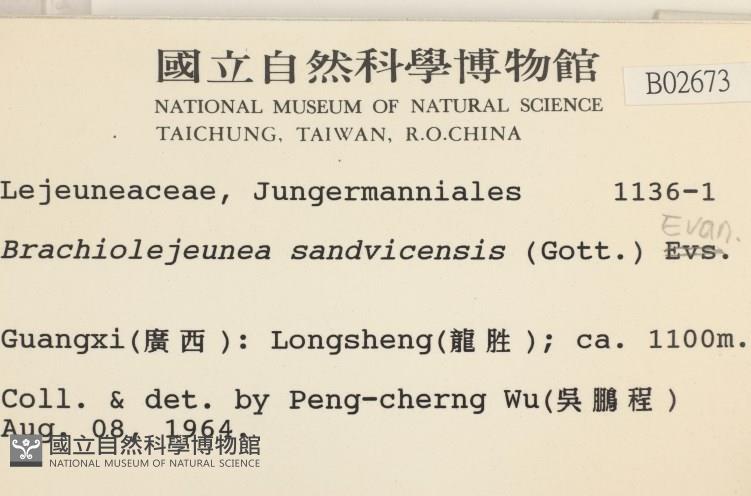 國立自然科學博物館
B02673
NATIONAL MUSEUM OF NATURAL SCIENCE
TAICHUNG, TAIWAN, R.O.CHINA
Lejeuneaceae, Jungermanniales 1136-1
Evan.
Brachiolejeunea sandvicensis (Gott.) Evs.
Guangxi(廣西): Longsheng(龍胜); ca. 1100m.
Coll. & det. by Peng-cherng Wu(吳鵬程)
Aug. 08, 1964.
國立自然科學博物館
NATIONAL MUSEUM OF NATURAL SCIENCE